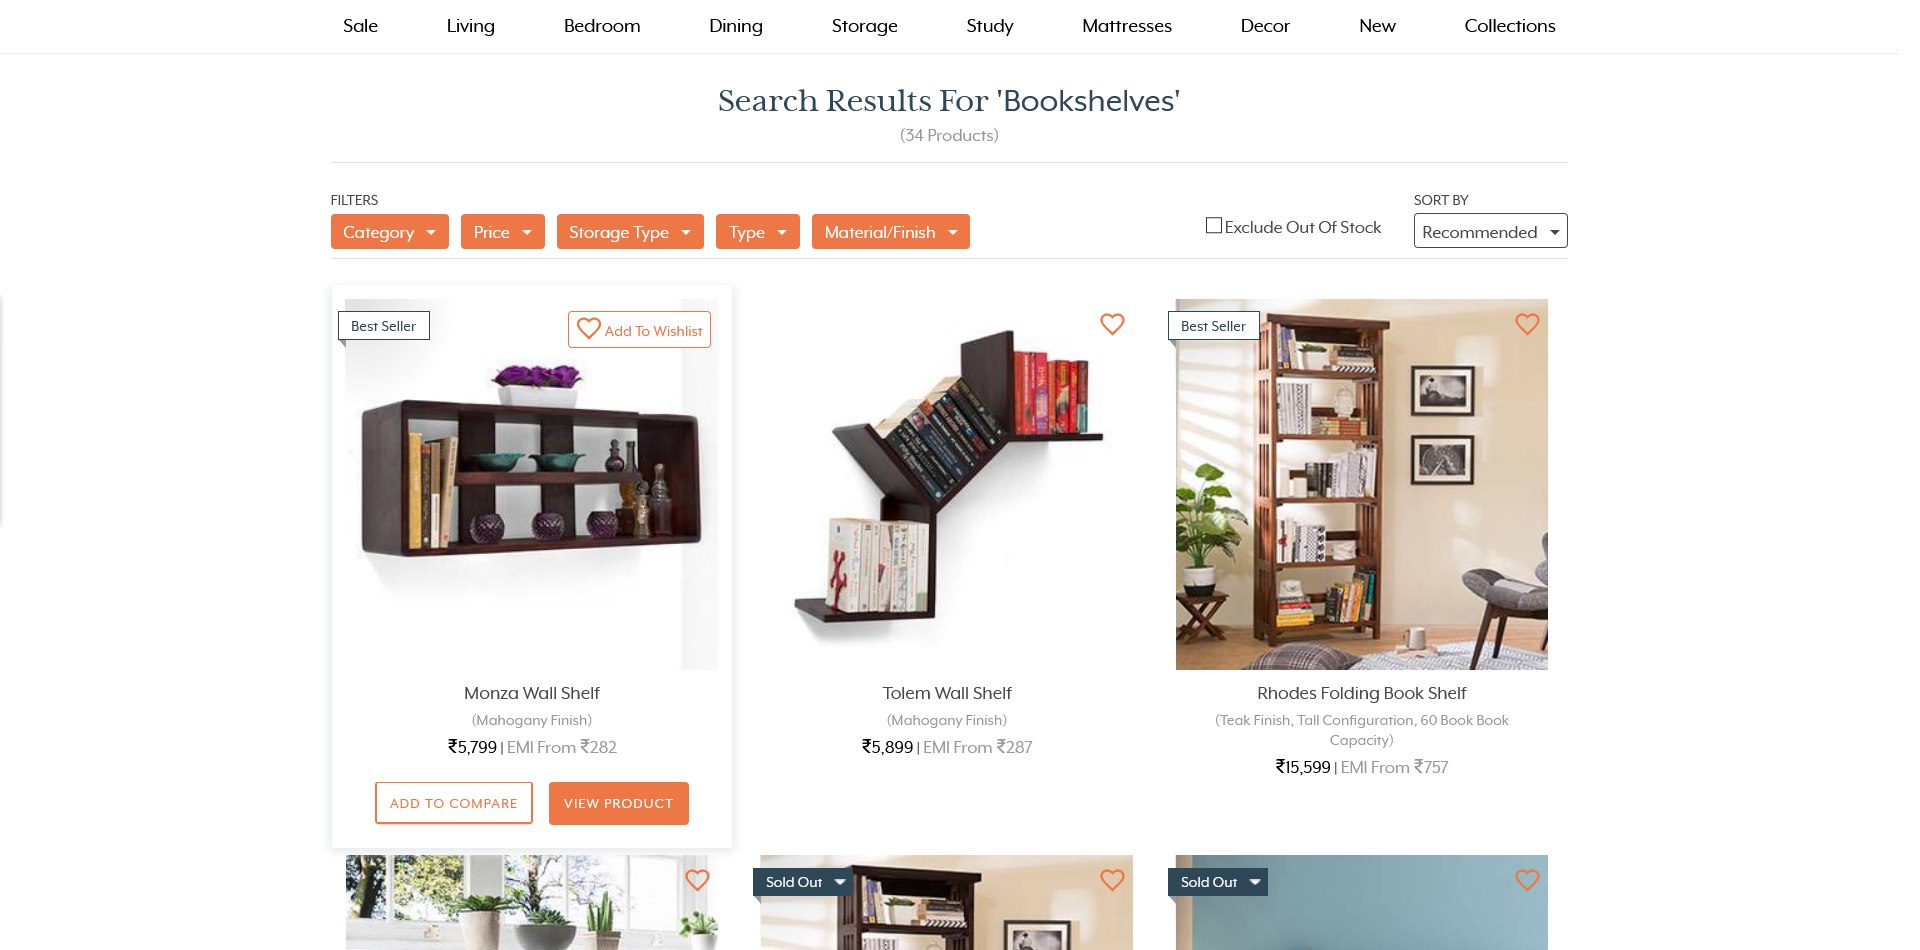 Sale Living Bedroom Dining Storage Study Mattresses Decor New Collections
Search Results For 'Bookshelves'
(34 Products)
FILTERS
Category Price Storage Type Type Material/Finish
Exclude Out Of Stock
SORT BY
Recommended
Best Seller
Add To Wishlist
Best Seller
Monza Wall Shelf
(Mahogany Finish)
₹5,799 | EMI From ₹282
ADD TO COMPARE VIEW PRODUCT
Tolem Wall Shelf
(Mahogany Finish)
₹5,899 | EMI From ₹287
Rhodes Folding Book Shelf
(Teak Finish, Tall Configuration, 60 Book Book
Capacity)
₹15,599 | EMI From ₹757
Sold Out
Sold Out